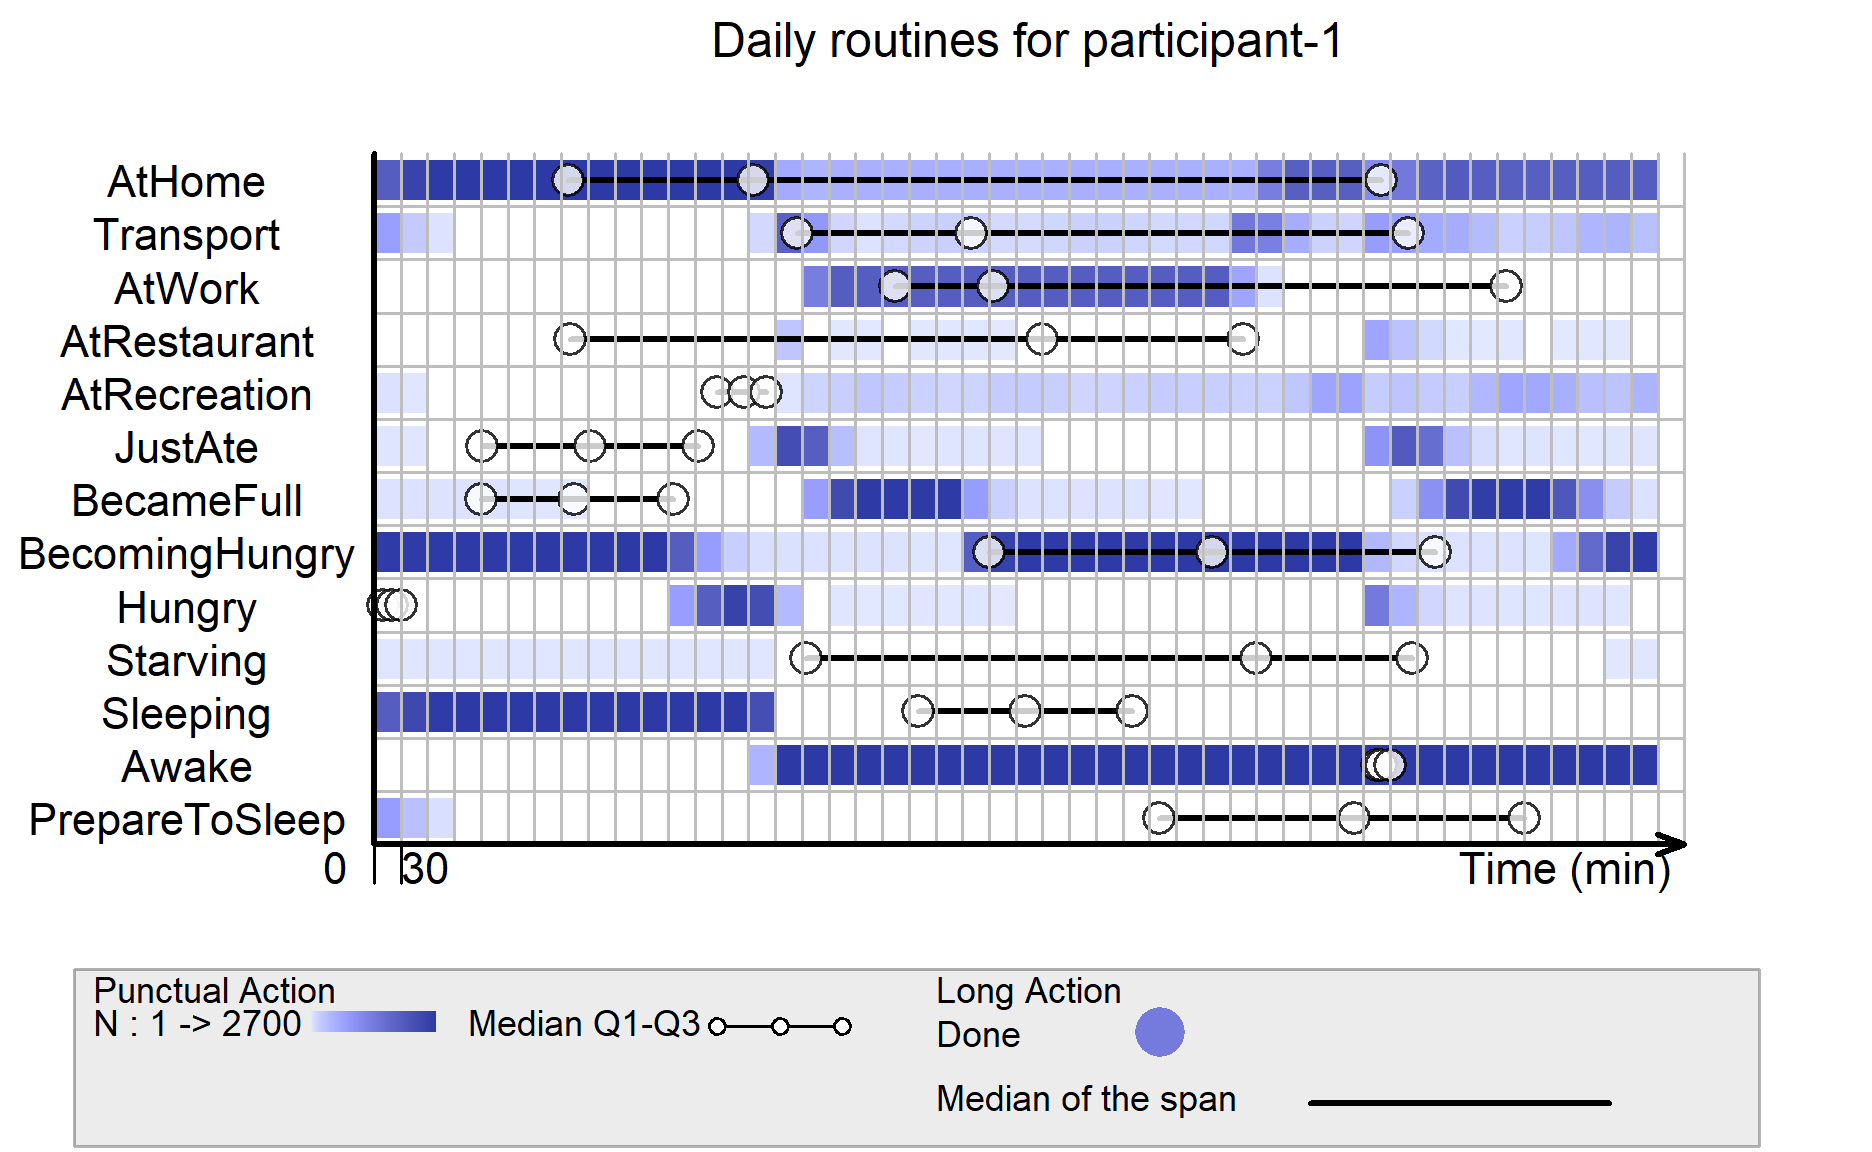 Daily routines for participant-1
AtHome
Transport
AtWork
AtRestaurant
AtRecreation
JustAte
BecameFull
BecomingHungry
Hungry
Starving
Sleeping
Awake
PrepareToSleep
0 30 Time (min)
Punctual Action
N : 1 -> 2700 Median Q1-Q3
Long Action
Done
Median of the span